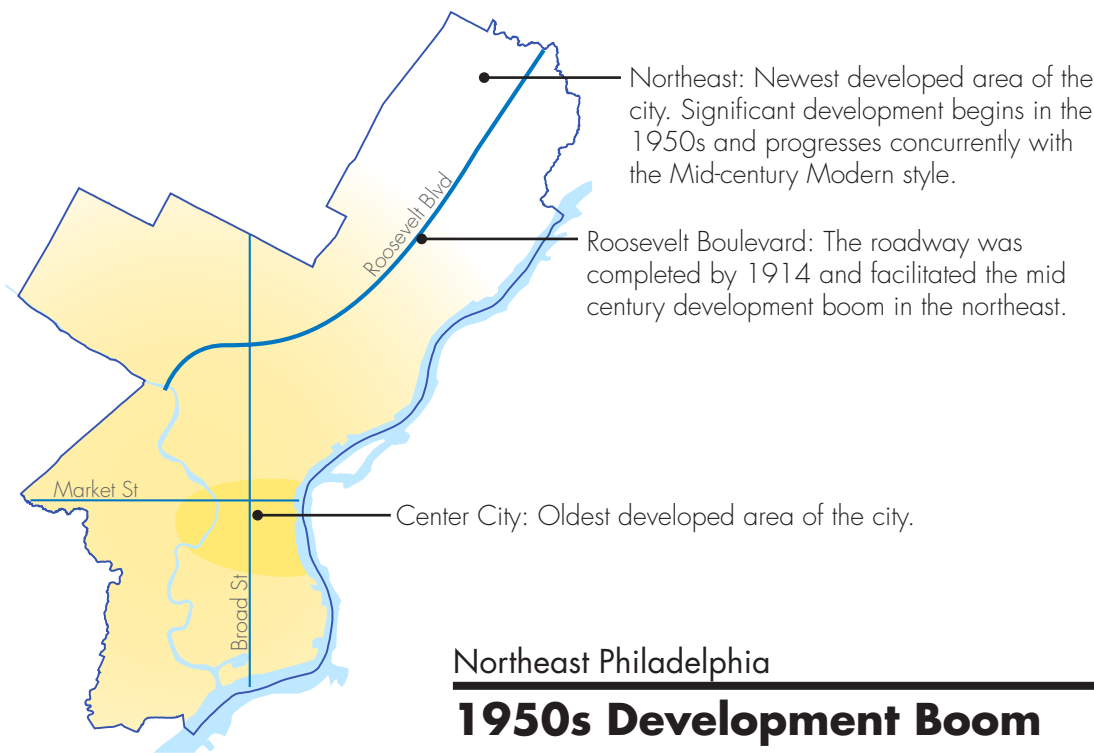 Northeast: Newest developed area of the
city. Significant development begins in the
1950s and progresses concurrently with
the Mid-century Modern style.
Roosevelt Blvd
Roosevelt Boulevard: The roadway was
completed by 1914 and facilitated the mid
century development boom in the northeast.
Market St
Center City: Oldest developed area of the city.
Broad St
Northeast Philadelphia
1950s Development Boom